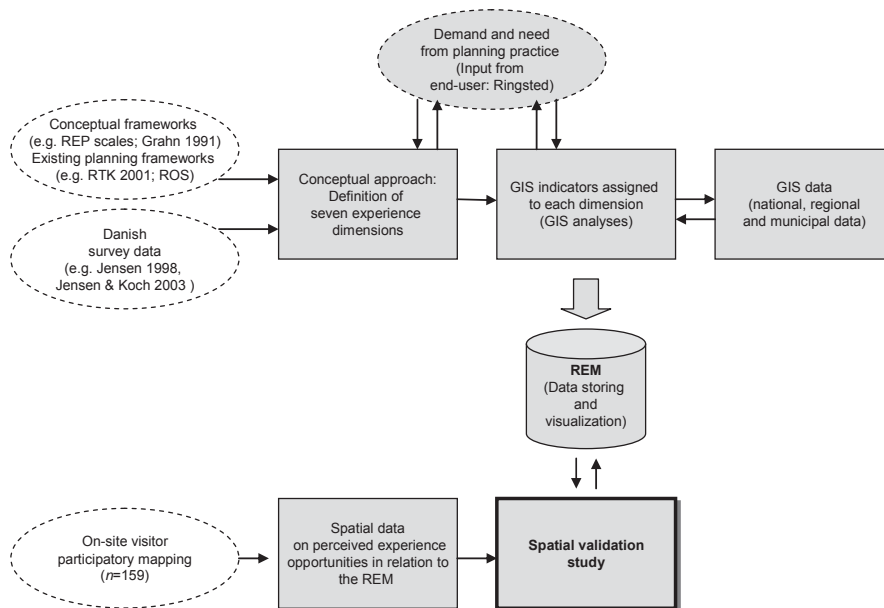 Demand and need
from planning practice
(Input from
end-user: Ringsted)
Conceptual frameworks
(e.g. REP scales; Grahn 1991)
Existing planning frameworks
(e.g. RTK 2001; ROS)
Danish
survey data
(e.g. Jensen 1998,
Jensen & Koch 2003 )
Conceptual approach:
Definition of
seven experience
dimensions
GIS indicators assigned
to each dimension
(GIS analyses)
GIS data
(national, regional
and municipal data)
REM
(Data storing
and
visualization)
On-site visitor
participatory mapping
(n=159)
Spatial data
on perceived experience
opportunities in relation to
the REM
Spatial validation
study